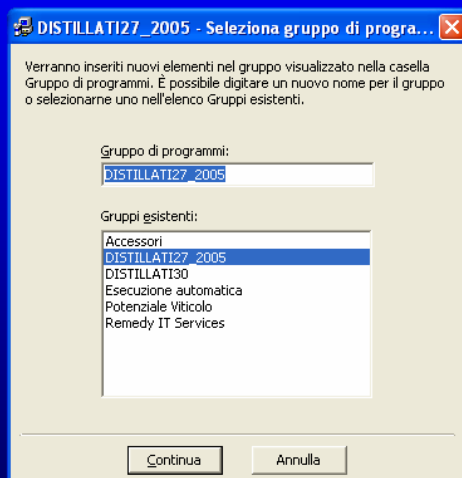 DISTILLATI27_2005 - Seleziona gruppo di progra...
Verranno inseriti nuovi elementi nel gruppo visualizzato nella casella
Gruppo di programmi. È possibile digitare un nuovo nome per il gruppo
o selezionarne uno nell'elenco Gruppi esistenti.
Gruppo di programmi:
DISTILLATI27_2005
Gruppi esistenti:
Accessori
DISTILLATI27_2005
DISTILLATI30
Esecuzione automatica
Potenziale Viticolo
Remedy IT Services
Continua
Annulla